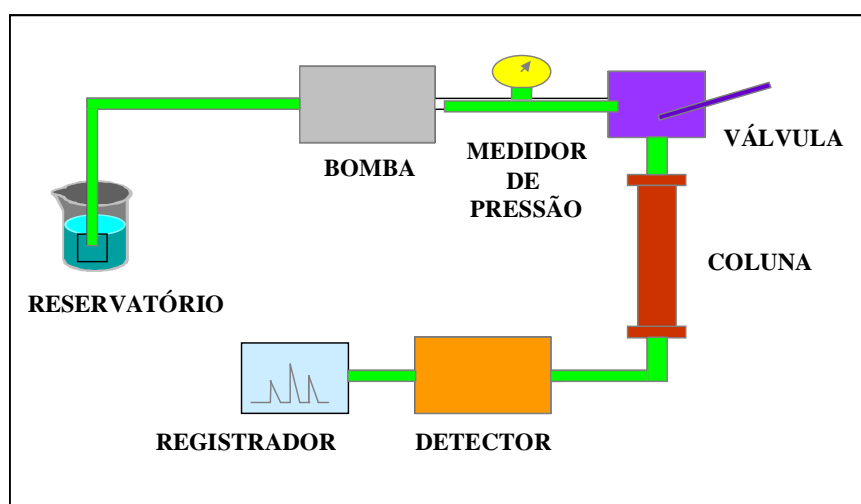 BOMBA
MEDIDOR
DE
PRESSÃO
VÁLVULA
COLUNA
RESERVATÓRIO
REGISTRADOR
DETECTOR